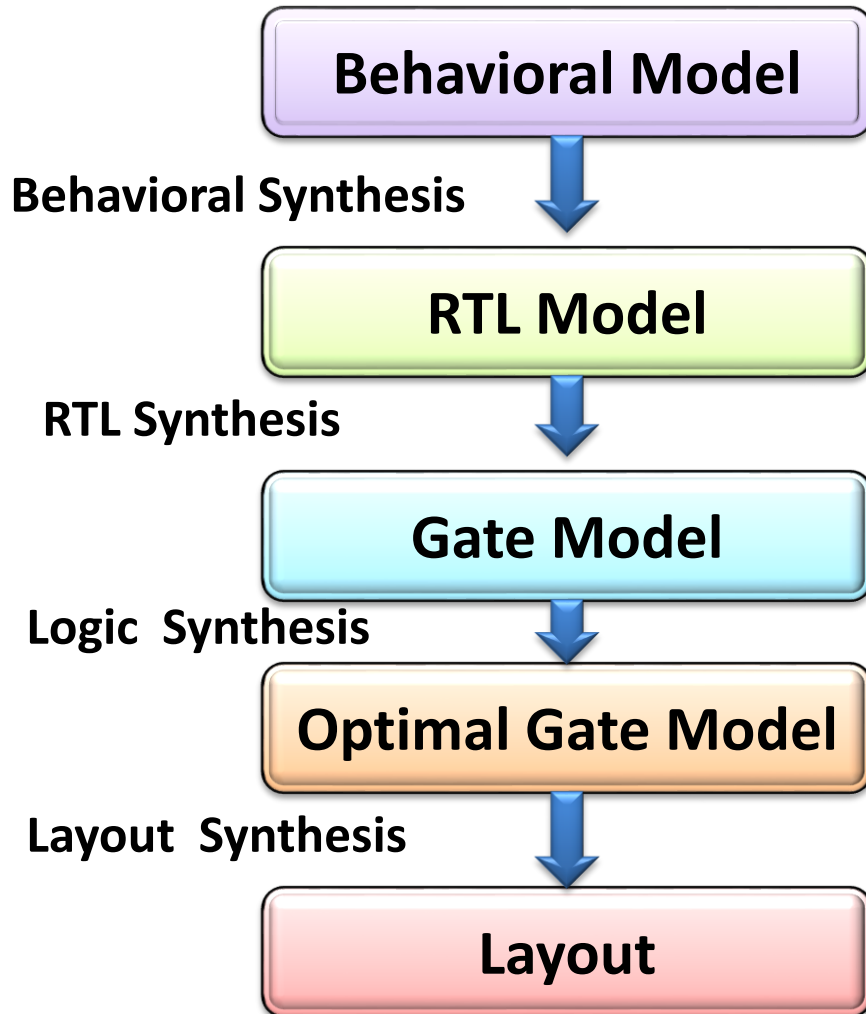 Behavioral Model
Behavioral Synthesis
RTL Model
RTL Synthesis
Gate Model
Logic Synthesis
Optimal Gate Model
Layout Synthesis
Layout